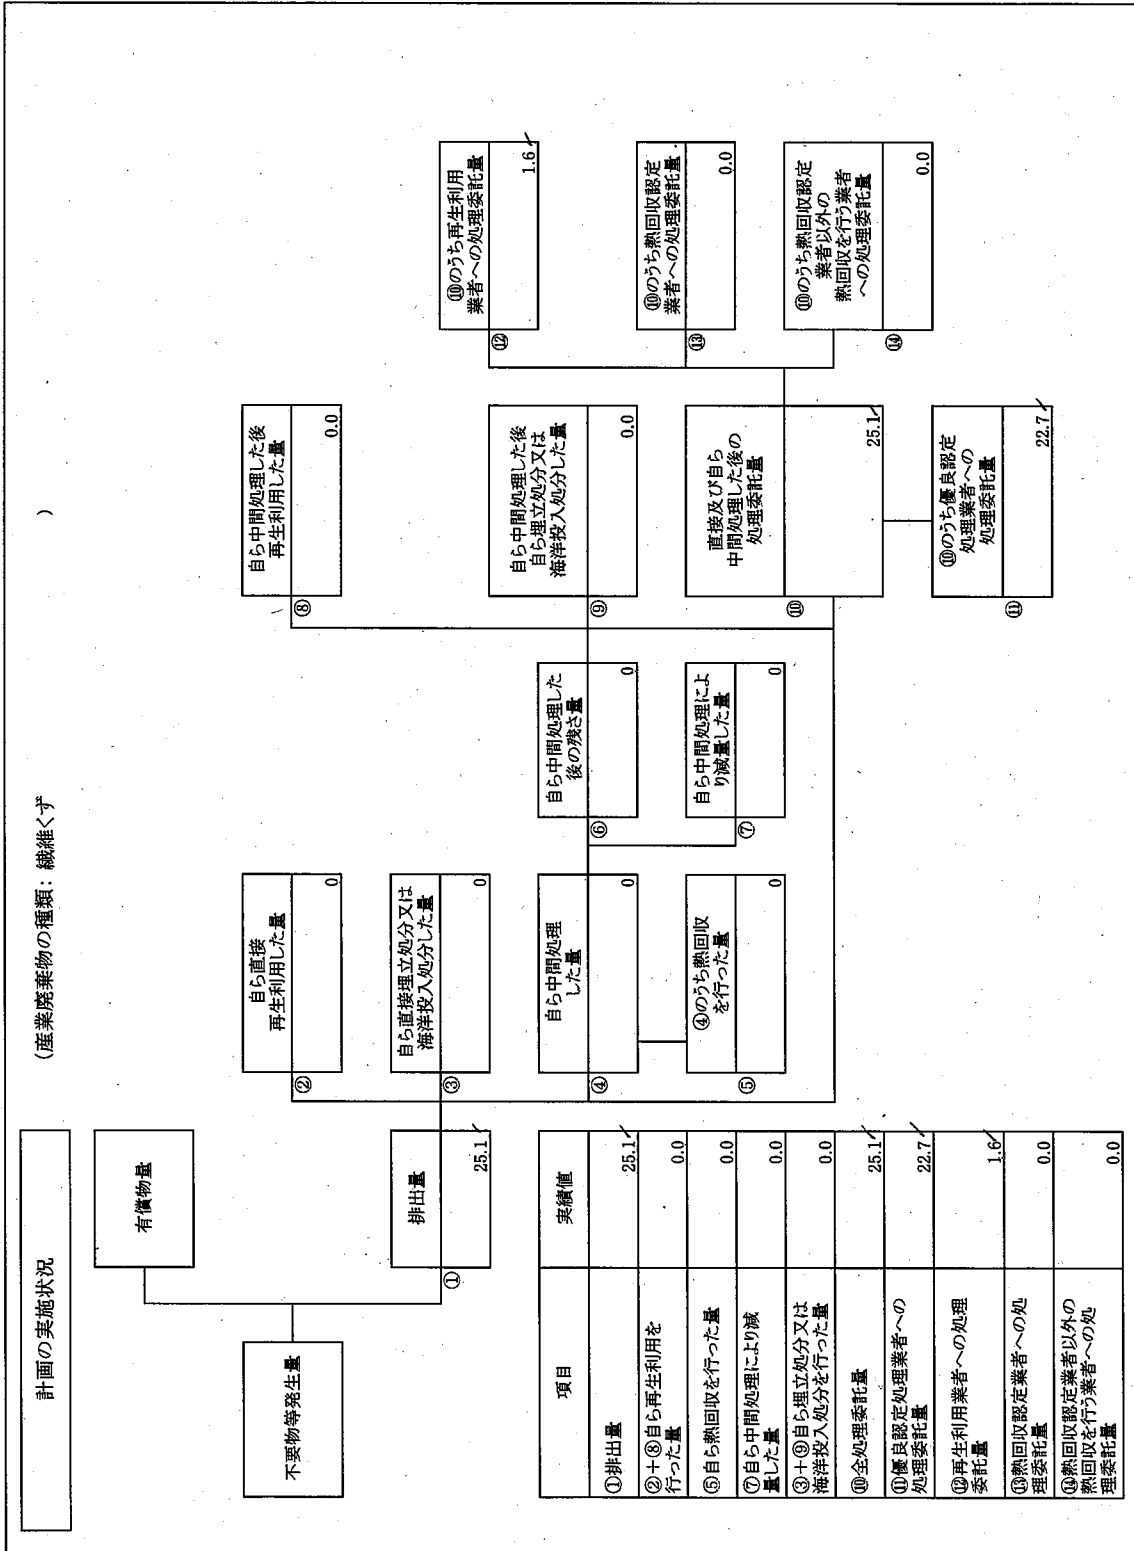 計画の実施状況
(産業廃棄物の種類: 繊維くず
)
不要物等発生量
有償物量
排出量
①
25.1
自ら直接
再生利用した量
②
0
自ら直接埋立処分又は
海洋投入処分した量
③
0
自ら中間処理
した量
④
0
④のうち熱回収
を行った量
⑤
0
自ら中間処理した
後の残さ量
⑥
0
自ら中間処理によ
り減量した量
⑦
0
自ら中間処理した後
再生利用した量
⑧
0.0
自ら中間処理した後
自ら埋立処分又は
海洋投入処分した量
⑨
0.0
直接及び自ら
中間処理した後の
処理委託量
⑩
25.1
⑩のうち優良認定
処理業者への
処理委託量
⑪
22.7
⑩のうち再生利用
業者への処理委託量
⑫
1.6
⑩のうち熱回収認定
業者への処理委託量
⑬
0.0
⑩のうち熱回収認定
業者以外の
熱回収を行う業者
への処理委託量
⑭
0.0
項目 実績値
①排出量 25.1
②+⑧自ら再生利用を
行った量 0.0
⑤自ら熱回収を行った量 0.0
⑦自ら中間処理により減
量した量 0.0
③+⑨自ら埋立処分又は
海洋投入処分を行った量 0.0
⑩全処理委託量 25.1
⑪優良認定処理業者への
処理委託量 22.7
⑫再生利用業者への処理
委託量 1.6
⑬熱回収認定業者への処
理委託量 0.0
⑭熱回収認定業者以外の
熱回収を行う業者への処
理委託量 0.0